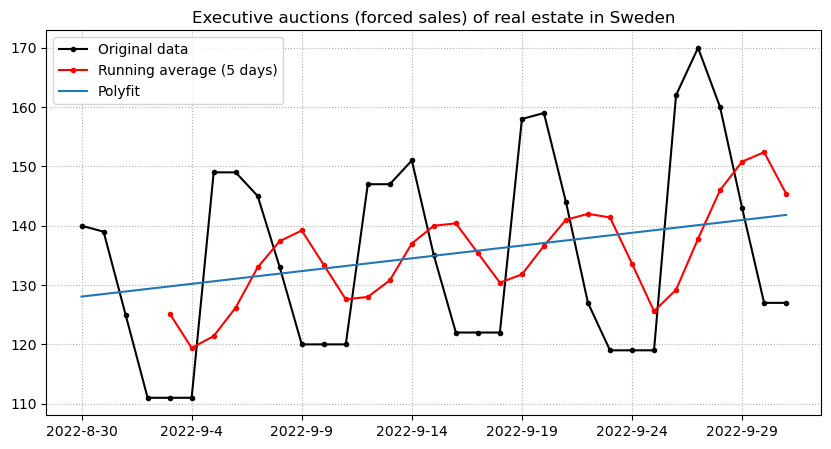 Executive auctions (forced sales) of real estate in Sweden
Original data
Running average (5 days)
Polyfit
170
160
150
140
130
120
110
2022-8-30 2022-9-4 2022-9-9 2022-9-14 2022-9-19 2022-9-24 2022-9-29